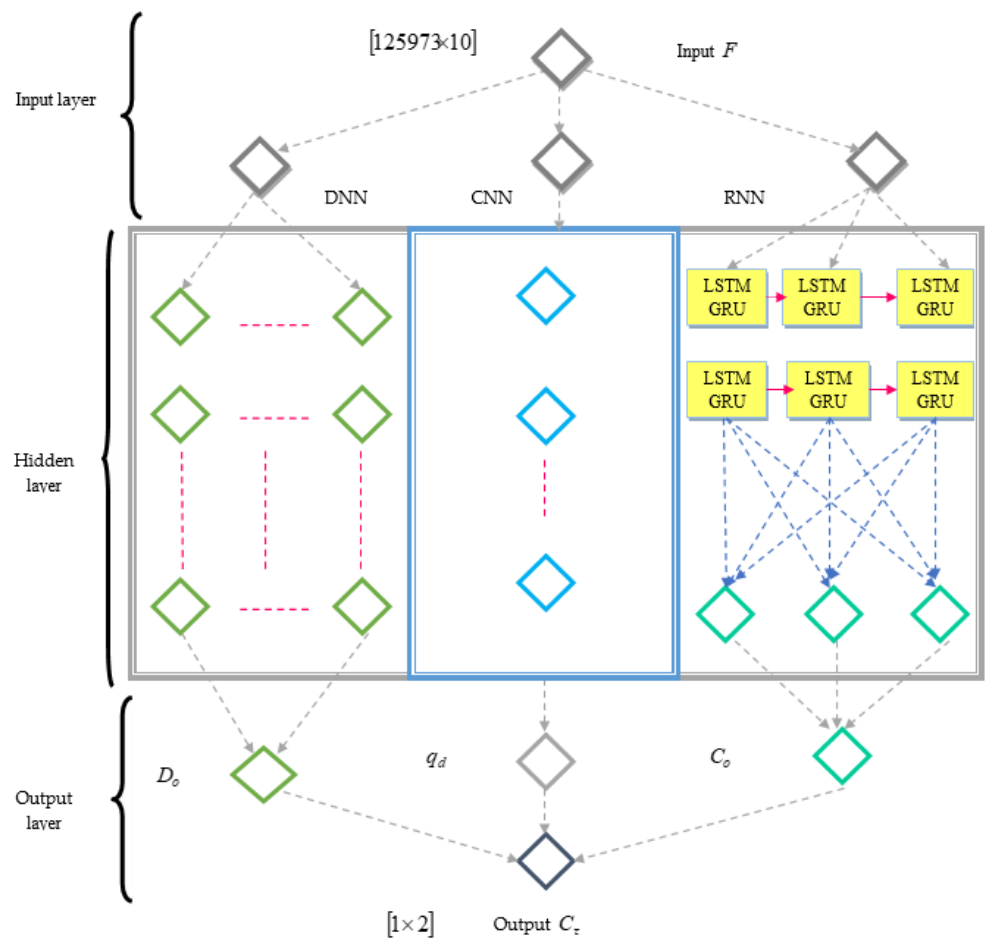 [125973×10]
Input F
Input layer
DNN
CNN
RNN
LSTM
GRU
LSTM
GRU
LSTM
GRU
LSTM
GRU
LSTM
GRU
LSTM
GRU
Hidden
layer
D_o
q_d
C_o
Output
layer
[1×2]
Output C_τ